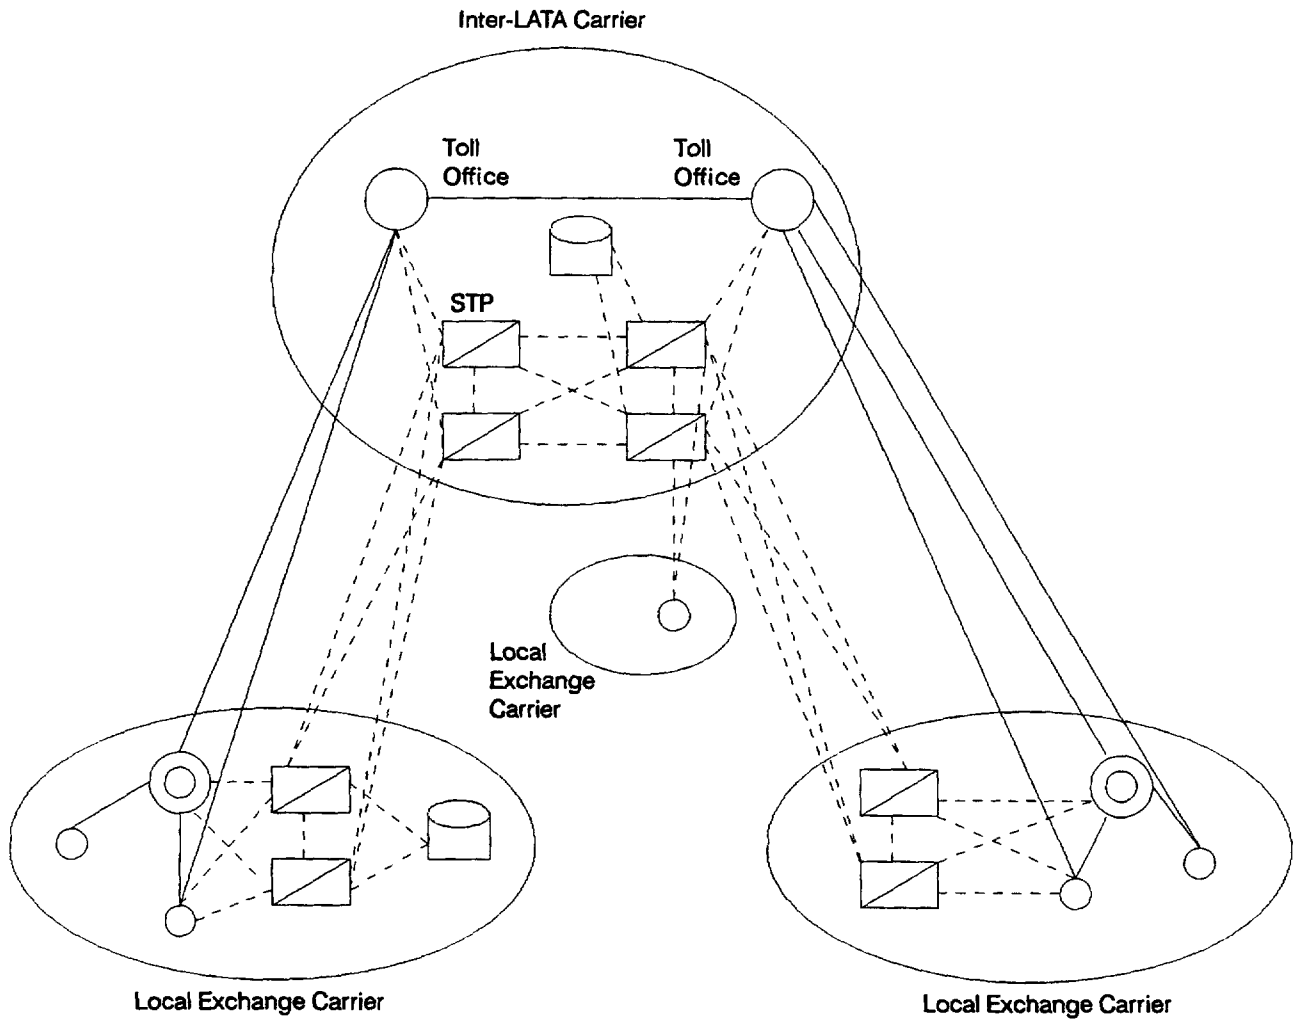 Inter-LATA Carrier
Toll
Office
Toll
Office
STP
Local
Exchange
Carrier
Local Exchange Carrier
Local Exchange Carrier